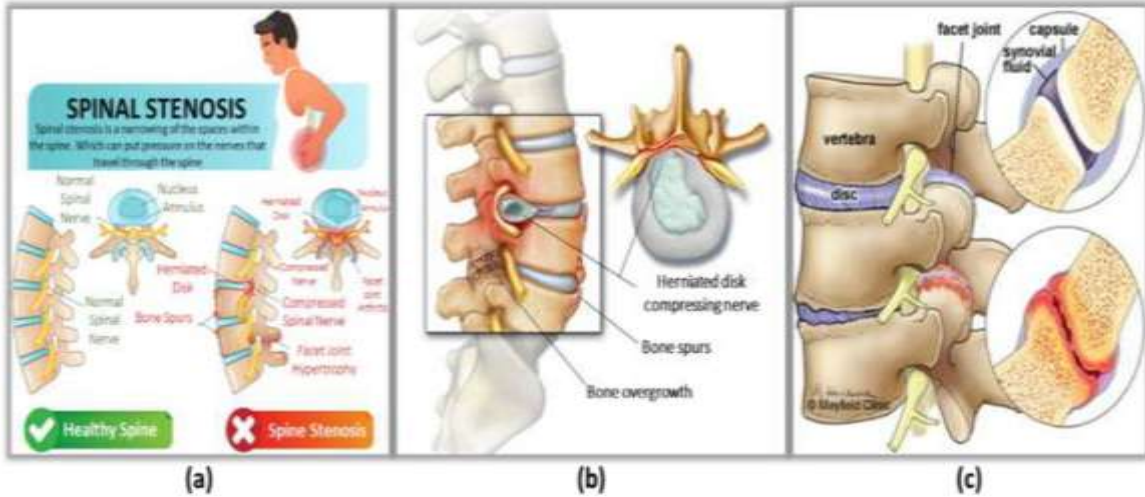 SPINAL STENOSIS
Spinal stenosis is a narrowing of the spaces within
the spine. Which can put pressure on the nerves that
travel through the spine
Normal
Spinal
Nerve
Nucleus
Annulus
Herniated
Disk
Nucleus
Herniated
Disk
Compressed
Nerve
Facet
Joint
Bone Spurs
Normal
Spinal
Nerve
Compressed
Spinal Nerve
Facet Joint
Hypertrophy
Healthy Spine
Spine Stenosis
(a)
Herniated disk
compressing nerve
Bone spurs
Bone overgrowth
(b)
facet joint
capsule
synovial
fluid
vertebra
disc
© Mayfield Clinic
(c)